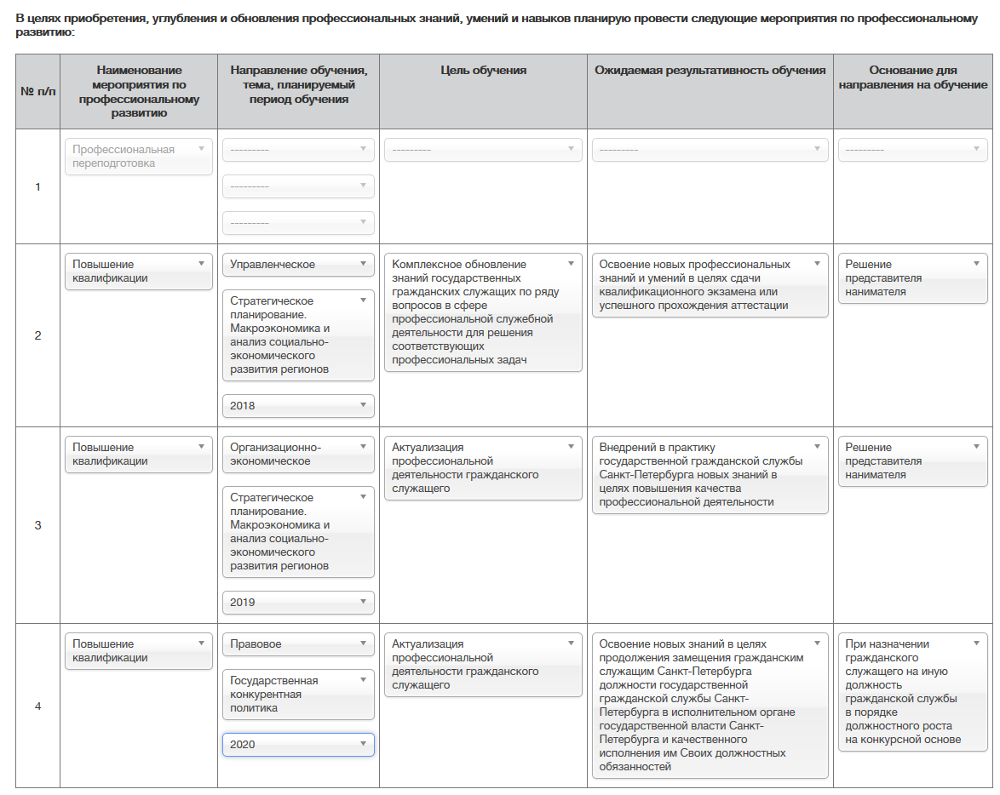 В целях приобретения, углубления и обновления профессиональных знаний, умений и навыков планирую провести следующие мероприятия по профессиональному
развитию:
№ п/п
Наименование
мероприятия по
профессиональному
развитию
Направление обучения,
тема, планируемый
период обучения
Цель обучения
Ожидаемая результативность обучения
Основание для
направления на обучение
1
Профессиональная
переподготовка
---------
---------
---------
---------
---------
---------
2
Повышение
квалификации
Управленческое
Стратегическое
планирование.
Макроэкономика и
анализ социально-
экономического
развития регионов
2018
Комплексное обновление
знаний государственных
гражданских служащих по ряду
вопросов в сфере
профессиональной служебной
деятельности для решения
соответствующих
профессиональных задач
Освоение новых профессиональных
знаний и умений в целях сдачи
квалификационного экзамена или
успешного прохождения аттестации
Решение
представителя
нанимателя
3
Повышение
квалификации
Организационно-
экономическое
Стратегическое
планирование.
Макроэкономика и
анализ социально-
экономического
развития регионов
2019
Актуализация
профессиональной
деятельности гражданского
служащего
Внедрений в практику
государственной гражданской службы
Санкт-Петербурга новых знаний в
целях повышения качества
профессиональной деятельности
Решение
представителя
нанимателя
4
Повышение
квалификации
Правовое
Государственная
конкурентная
политика
2020
Актуализация
профессиональной
деятельности гражданского
служащего
Освоение новых знаний в целях
продолжения замещения гражданским
служащим Санкт-Петербурга
должности государственной
гражданской службы Санкт-
Петербурга в исполнительном органе
государственной власти Санкт-
Петербурга и качественного
исполнения им Своих должностных
обязанностей
При назначении
гражданского
служащего на иную
должность
гражданской службы
в порядке
должностного роста
на конкурсной основе